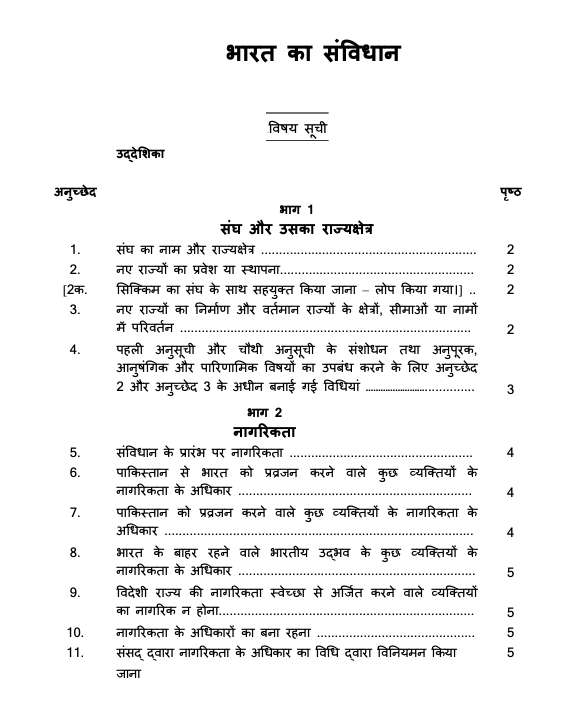 भारत का संविधान
विषय सूची
उद्देशिका
अनुच्छेद पृष्ठ
भाग 1
संघ और उसका राज्यक्षेत्र
1. संघ का नाम और राज्यक्षेत्र ........................................................ 2
2. नए राज्यों का प्रवेश या स्थापना.................................................. 2
[2क. सिक्किम का संघ के साथ सहयुक्त किया जाना – लोप किया गया।] .. 2
3. नए राज्यों का निर्माण और वर्तमान राज्यों के क्षेत्रों, सीमाओं या नामों
में परिवर्तन ........................................................................... 2
4. पहली अनुसूची और चौथी अनुसूची के संशोधन तथा अनुपूरक,
आनुषंगिक और पारिणामिक विषयों का उपबंध करने के लिए अनुच्छेद
2 और अनुच्छेद 3 के अधीन बनाई गई विधियां ..................................... 3
भाग 2
नागरिकता
5. संविधान के प्रारंभ पर नागरिकता ................................................ 4
6. पाकिस्तान से भारत को प्रव्रजन करने वाले कुछ व्यक्तियों के
नागरिकता के अधिकार ............................................................ 4
7. पाकिस्तान को प्रव्रजन करने वाले कुछ व्यक्तियों के नागरिकता के
अधिकार ................................................................................ 4
8. भारत के बाहर रहने वाले भारतीय उद्भव के कुछ व्यक्तियों के
नागरिकता के अधिकार ............................................................. 5
9. विदेशी राज्य की नागरिकता स्वेच्छा से अर्जित करने वाले व्यक्तियों
का नागरिक न होना.................................................................. 5
10. नागरिकता के अधिकारों का बना रहना ......................................... 5
11. संसद् द्वारा नागरिकता के अधिकार का विधि द्वारा विनियमन किया 5
जाना